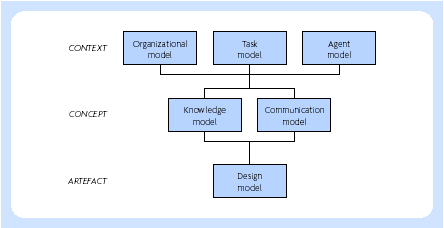 CONTEXT
Organizational
model
Task
model
Agent
model
CONCEPT
Knowledge
model
Communication
model
ARTEFACT
Design
model